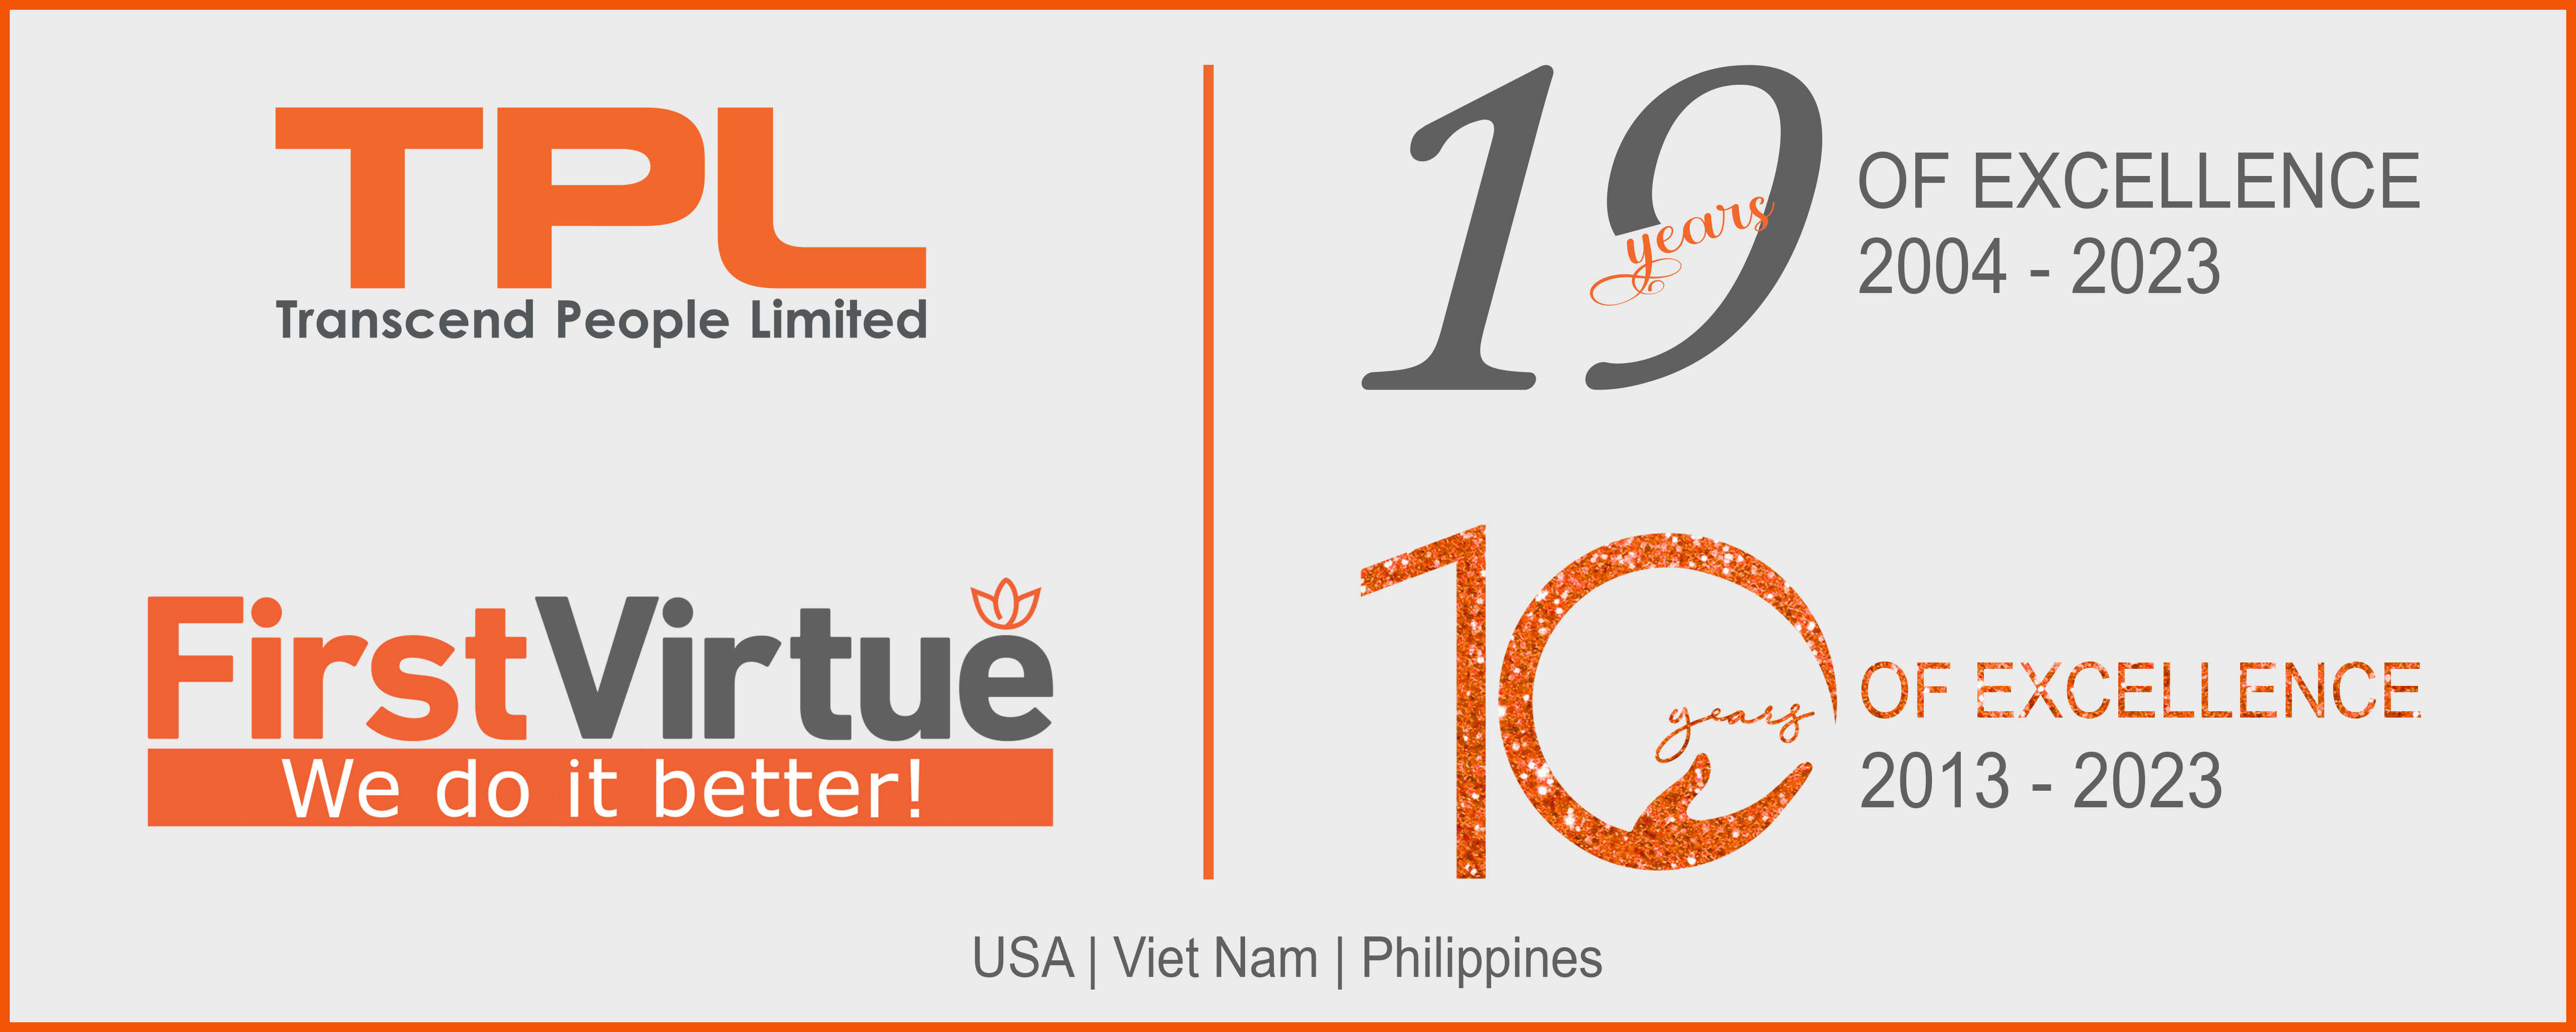 TPL
Transcend People Limited
19 years
OF EXCELLENCE
2004 - 2023
FirstVirtue
We do it better!
10 years
OF EXCELLENCE
2013 - 2023
USA | Viet Nam | Philippines